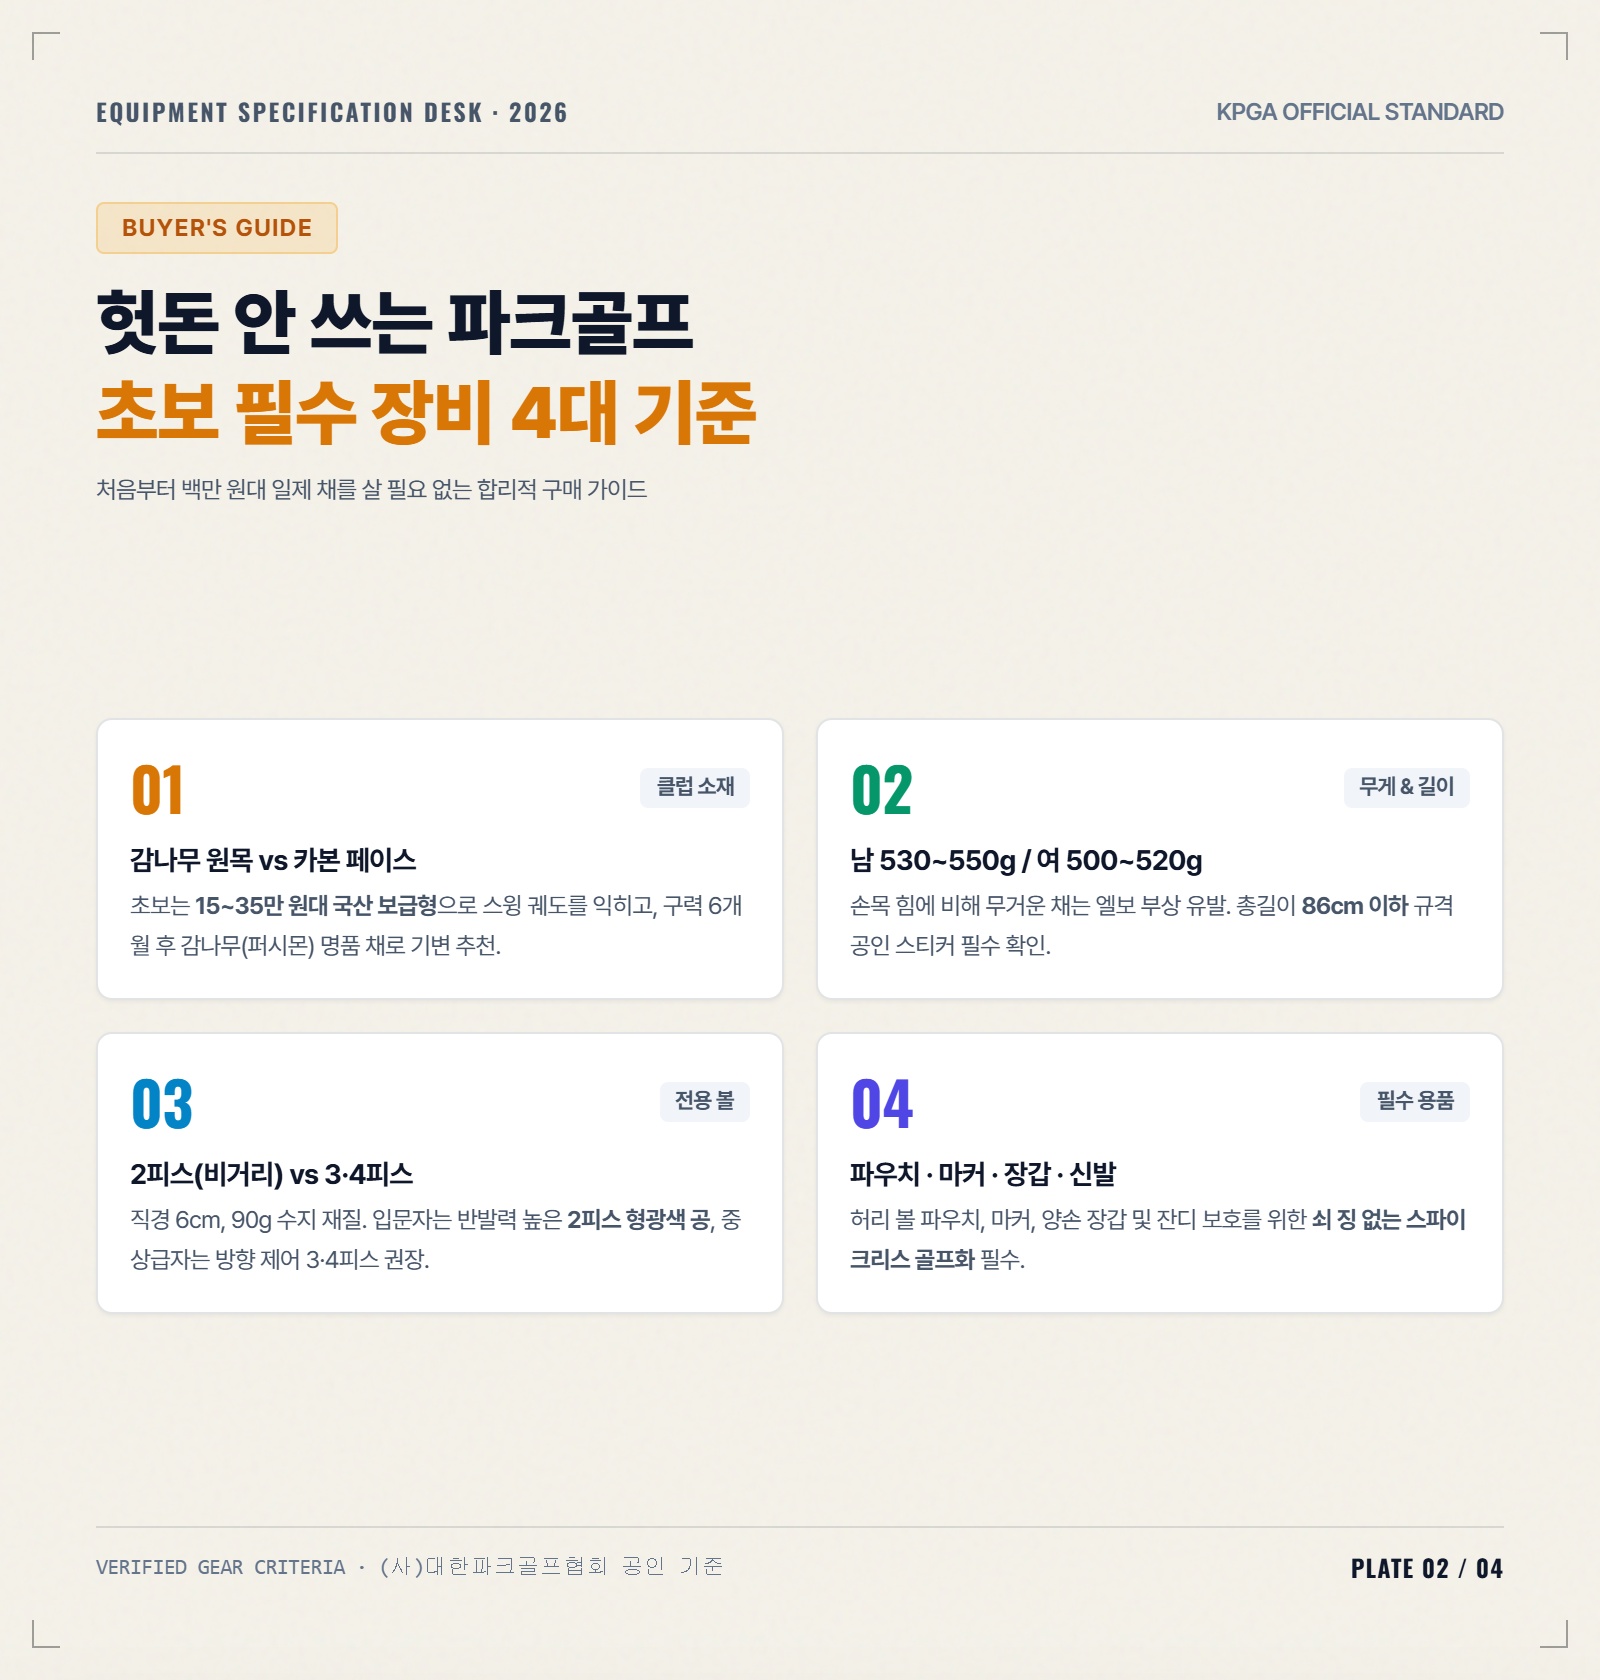 EQUIPMENT SPECIFICATION DESK · 2026
KPGA OFFICIAL STANDARD
BUYER'S GUIDE
헛돈 안 쓰는 파크골프
초보 필수 장비 4대 기준
처음부터 백만 원대 일제 채를 살 필요 없는 합리적 구매 가이드
01
클럽 소재
감나무 원목 vs 카본 페이스
초보는 15~35만 원대 국산 보급형으로 스윙 궤도를 익히고, 구력 6개
월 후 감나무(퍼시몬) 명품 채로 기변 추천.
02
무게 & 길이
남 530~550g / 여 500~520g
손목 힘에 비해 무거운 채는 엘보 부상 유발. 총길이 86cm 이하 규격
공인 스티커 필수 확인.
03
전용 볼
2피스(비거리) vs 3·4피스
직경 6cm, 90g 수지 재질. 입문자는 반발력 높은 2피스 형광색 공, 중
상급자는 방향 제어 3·4피스 권장.
04
필수 용품
파우치 · 마커 · 장갑 · 신발
허리 볼 파우치, 마커, 양손 장갑 및 잔디 보호를 위한 쇠 징 없는 스파이
크리스 골프화 필수.
VERIFIED GEAR CRITERIA · (사)대한파크골프협회 공인 기준
PLATE 02 / 04